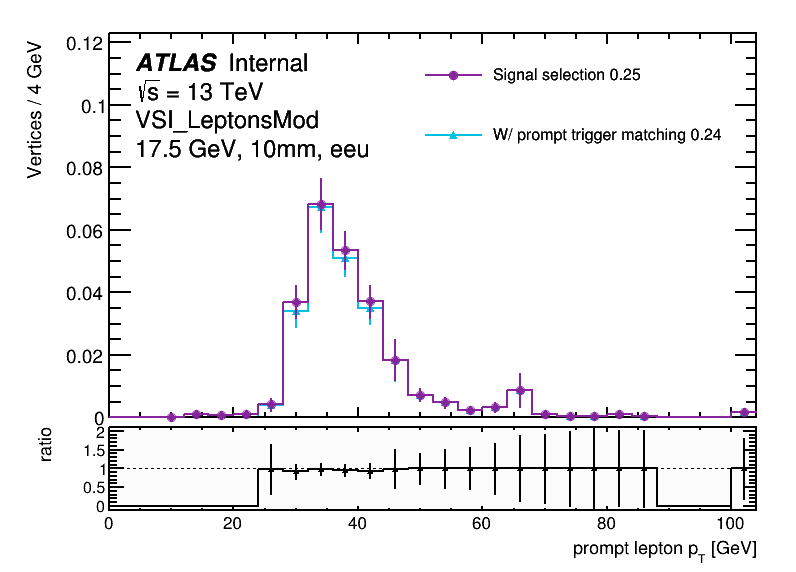 0.12
0.1
0.08
0.06
0.04
0.02
0
Vertices / 4 GeV
ATLAS Internal
√s = 13 TeV
VSI_LeptonsMod
17.5 GeV, 10mm, eeu
Signal selection 0.25
W/ prompt trigger matching 0.24
2
1.5
1
0.5
0
ratio
0 20 40 60 80 100
prompt lepton pT [GeV]